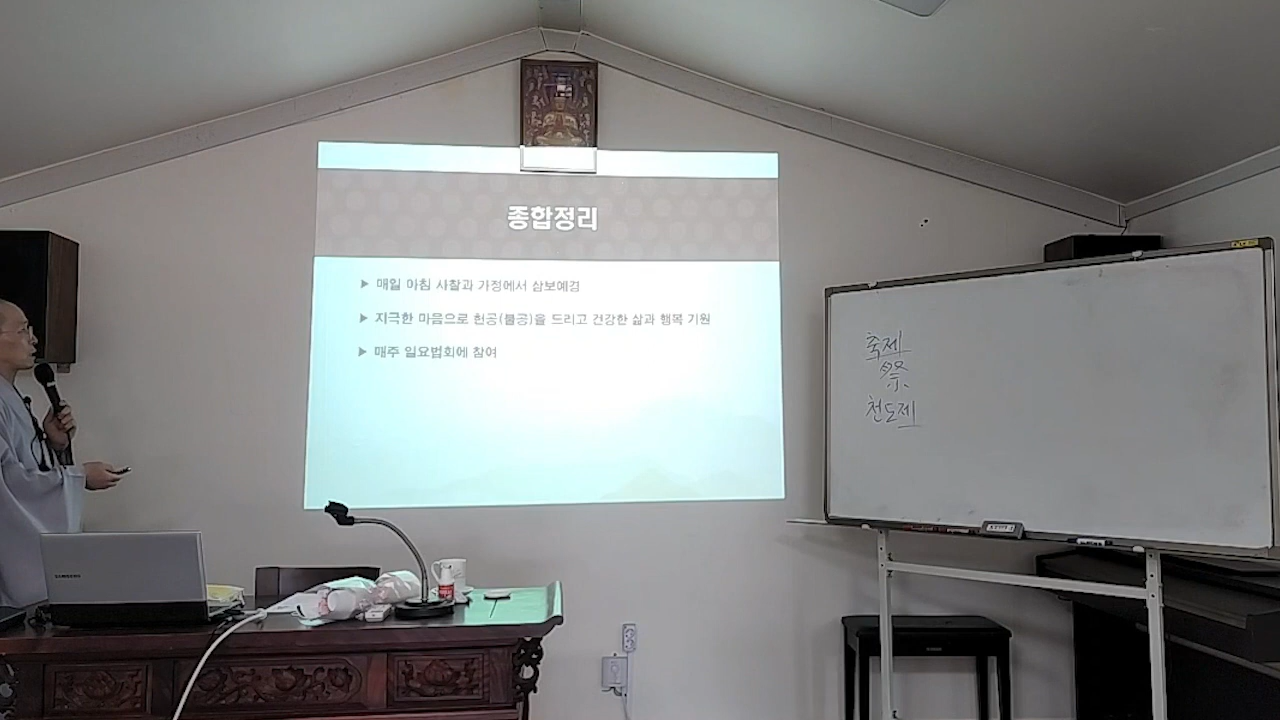 종합정리
▶ 매일 아침 사찰과 가정에서 삼보예경
▶ 지극한 마음으로 헌공(불공)을 드리고 건강한 삶과 행복 기원
▶ 매주 일요법회에 참여
축제
祭
천도제
SAMSUNG